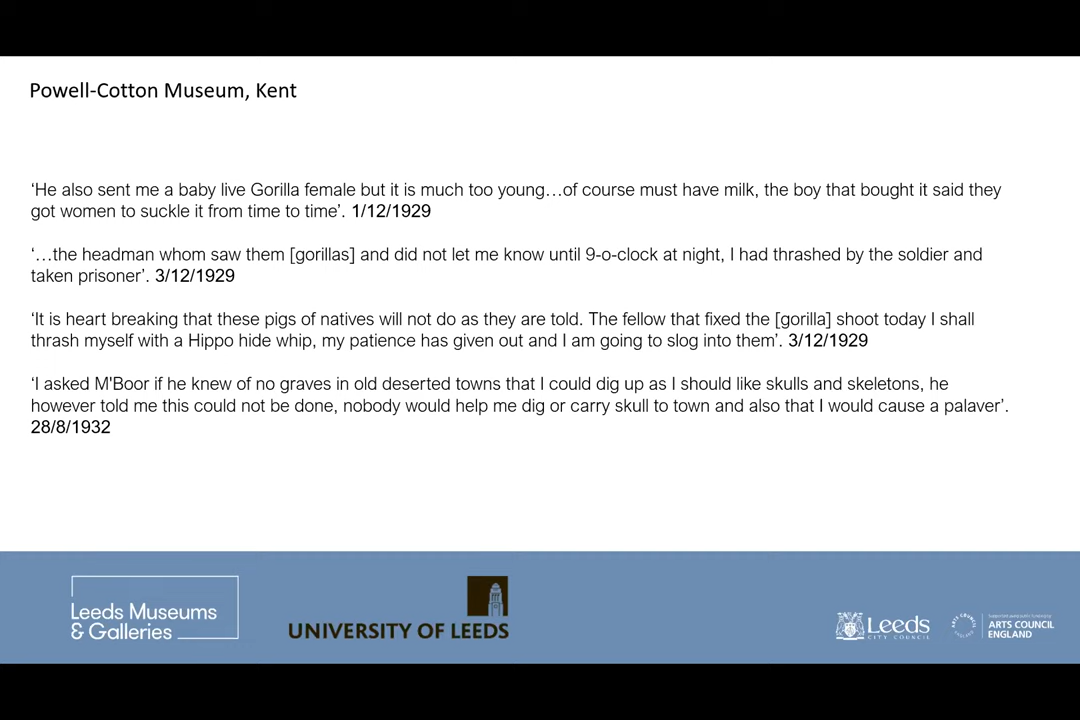 Powell-Cotton Museum, Kent
‘He also sent me a baby live Gorilla female but it is much too young…of course must have milk, the boy that bought it said they
got women to suckle it from time to time’. 1/12/1929
‘…the headman whom saw them [gorillas] and did not let me know until 9-o-clock at night, I had thrashed by the soldier and
taken prisoner’. 3/12/1929
‘It is heart breaking that these pigs of natives will not do as they are told. The fellow that fixed the [gorilla] shoot today I shall
thrash myself with a Hippo hide whip, my patience has given out and I am going to slog into them’. 3/12/1929
‘I asked M'Boor if he knew of no graves in old deserted towns that I could dig up as I should like skulls and skeletons, he
however told me this could not be done, nobody would help me dig or carry skull to town and also that I would cause a palaver’.
28/8/1932
Leeds Museums
& Galleries
UNIVERSITY OF LEEDS
Leeds
CITY COUNCIL
ARTS COUNCIL
ENGLAND